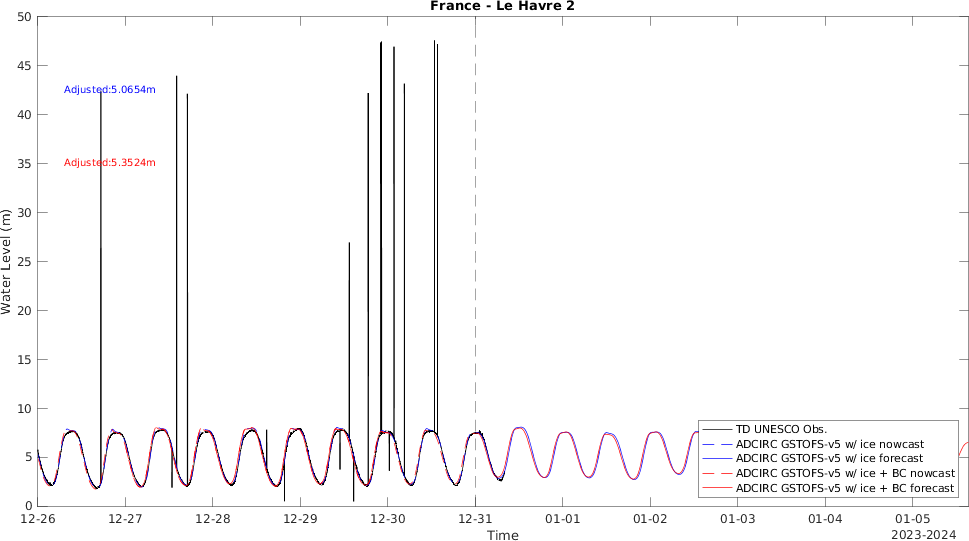 France - Le Havre 2
50
45
40
35
30
25
20
15
10
5
0
Water Level (m)
Adjusted:5.0654m
Adjusted:5.3524m
TD UNESCO Obs.
ADCIRC GSTOFS-v5 w/ ice nowcast
ADCIRC GSTOFS-v5 w/ ice forecast
ADCIRC GSTOFS-v5 w/ ice + BC nowcast
ADCIRC GSTOFS-v5 w/ ice + BC forecast
12-26 12-27 12-28 12-29 12-30 12-31 01-01 01-02 01-03 01-04 01-05
Time
2023-2024